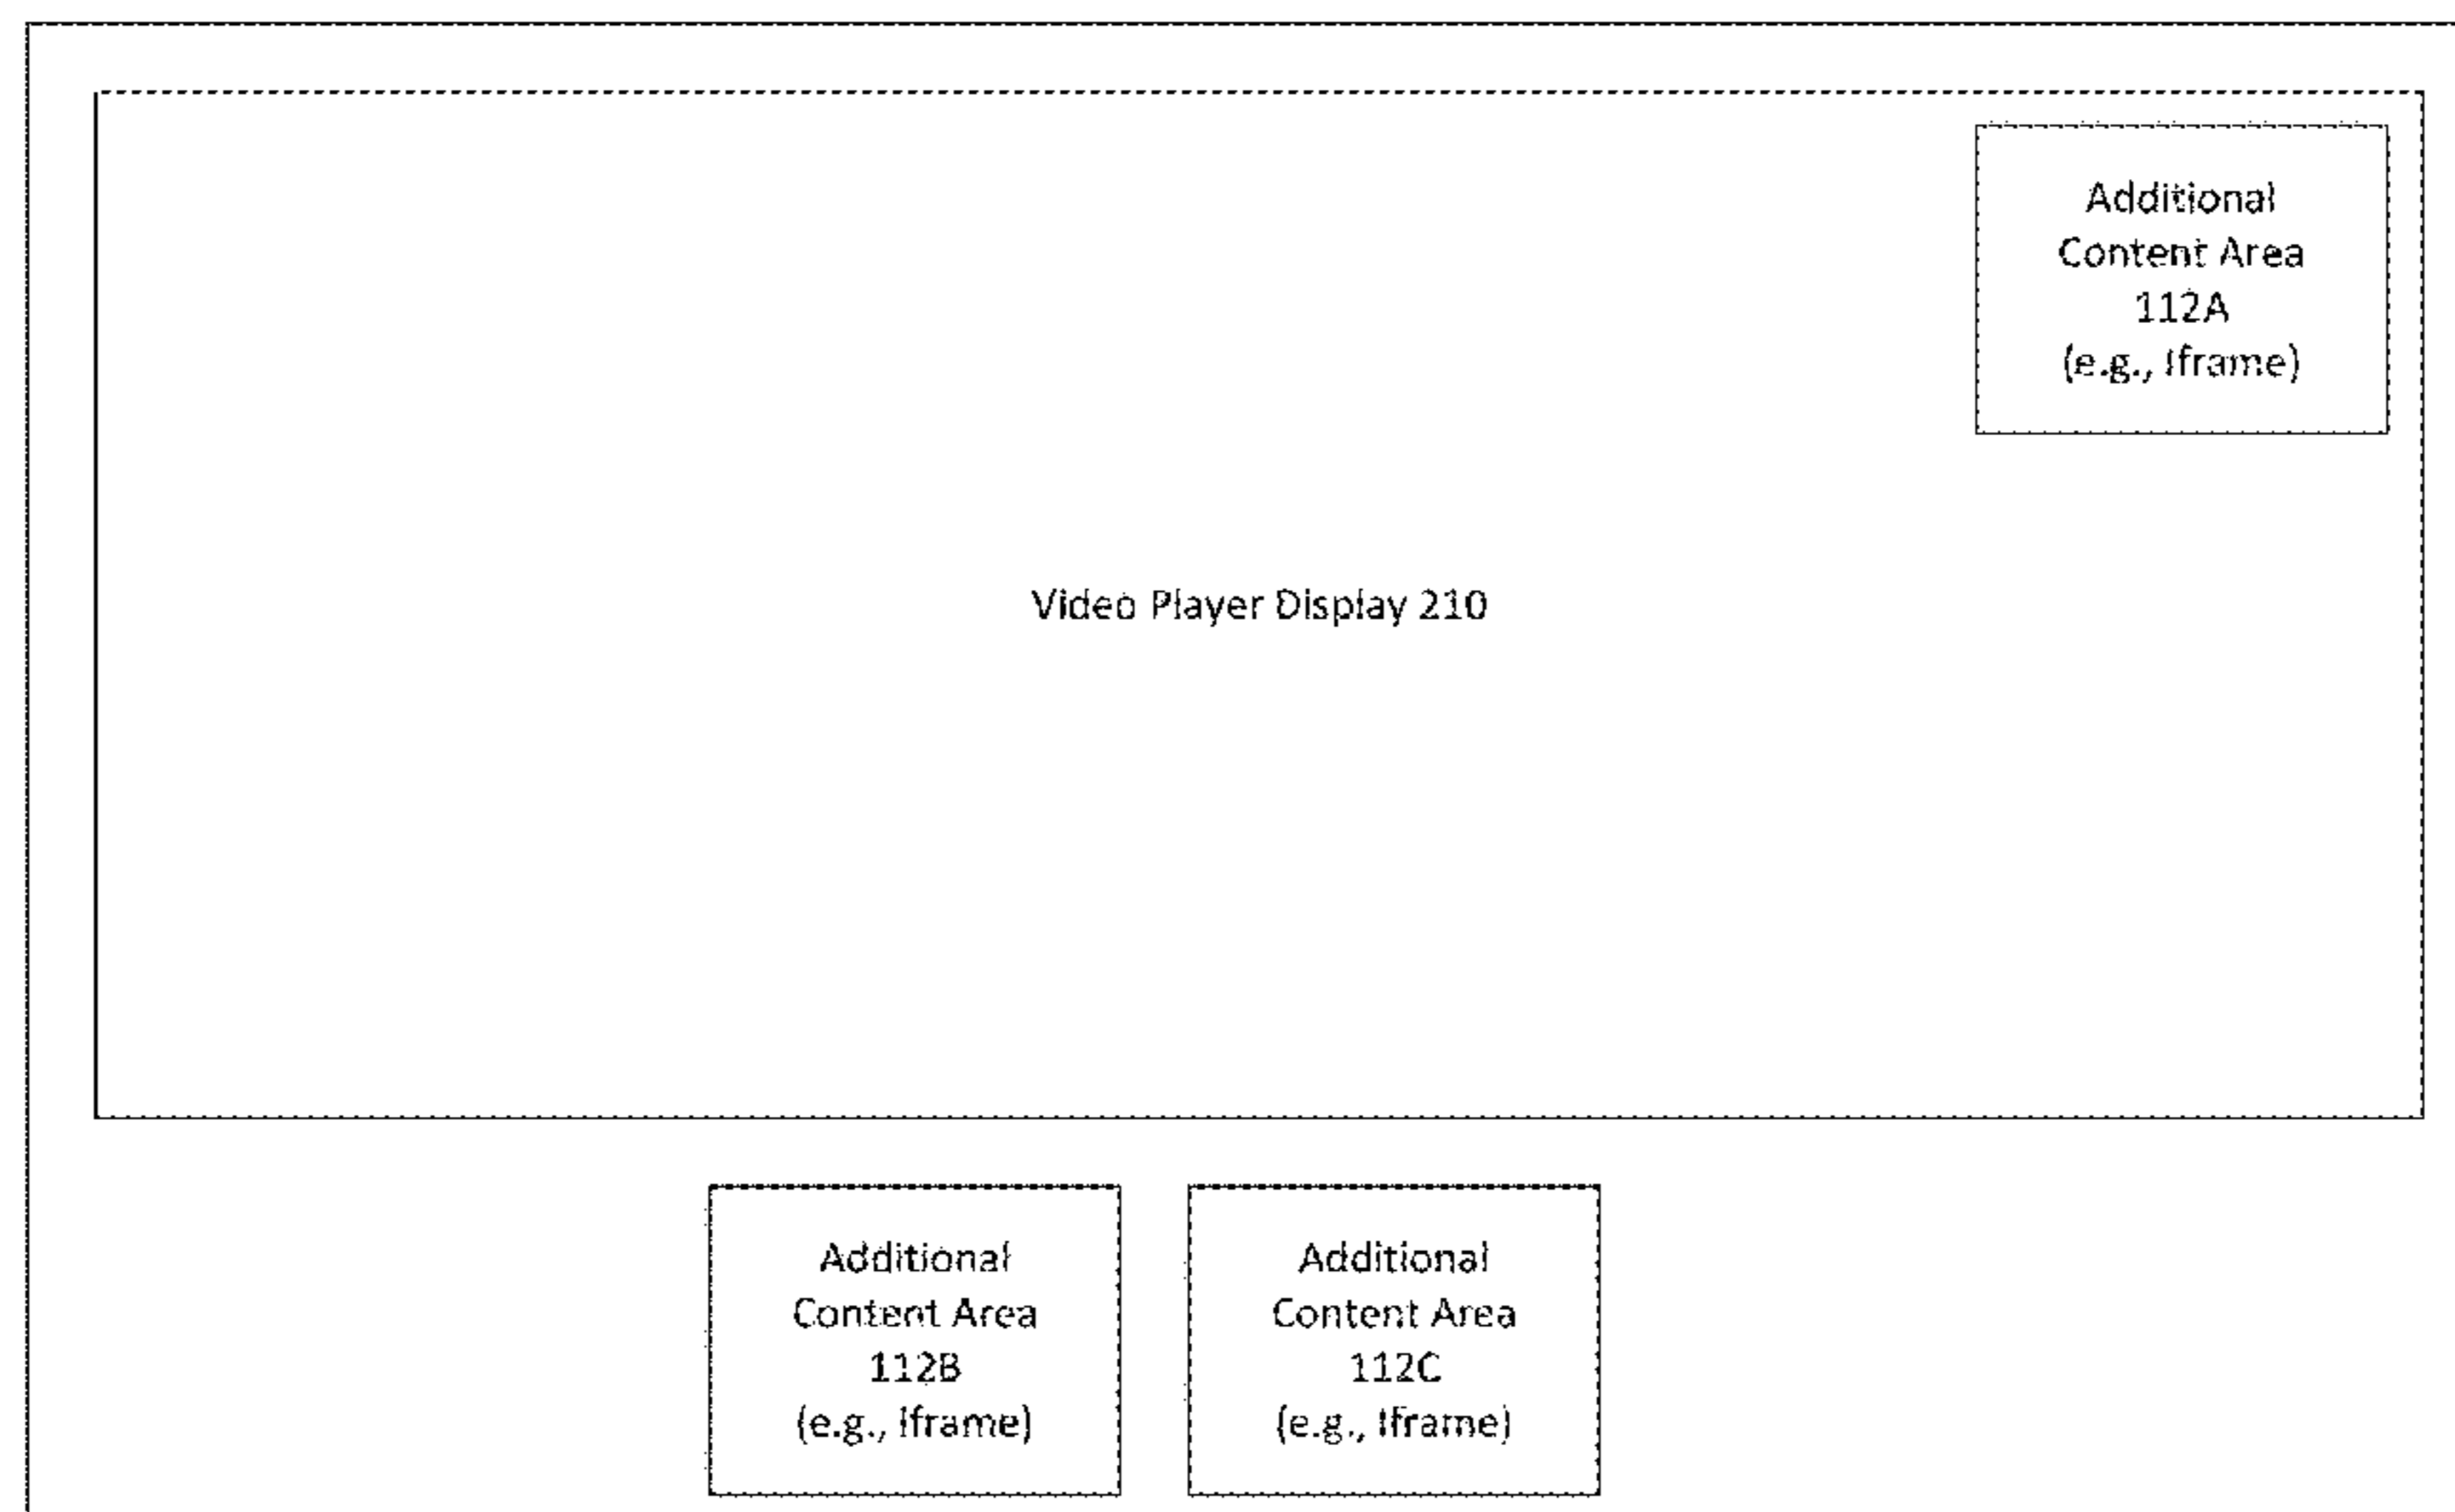 Additional
Content Area
112A
(e.g., Iframe)
Video Player Display 210
Additional
Content Area
112B
(e.g., Iframe)
Additional
Content Area
112C
(e.g., Iframe)